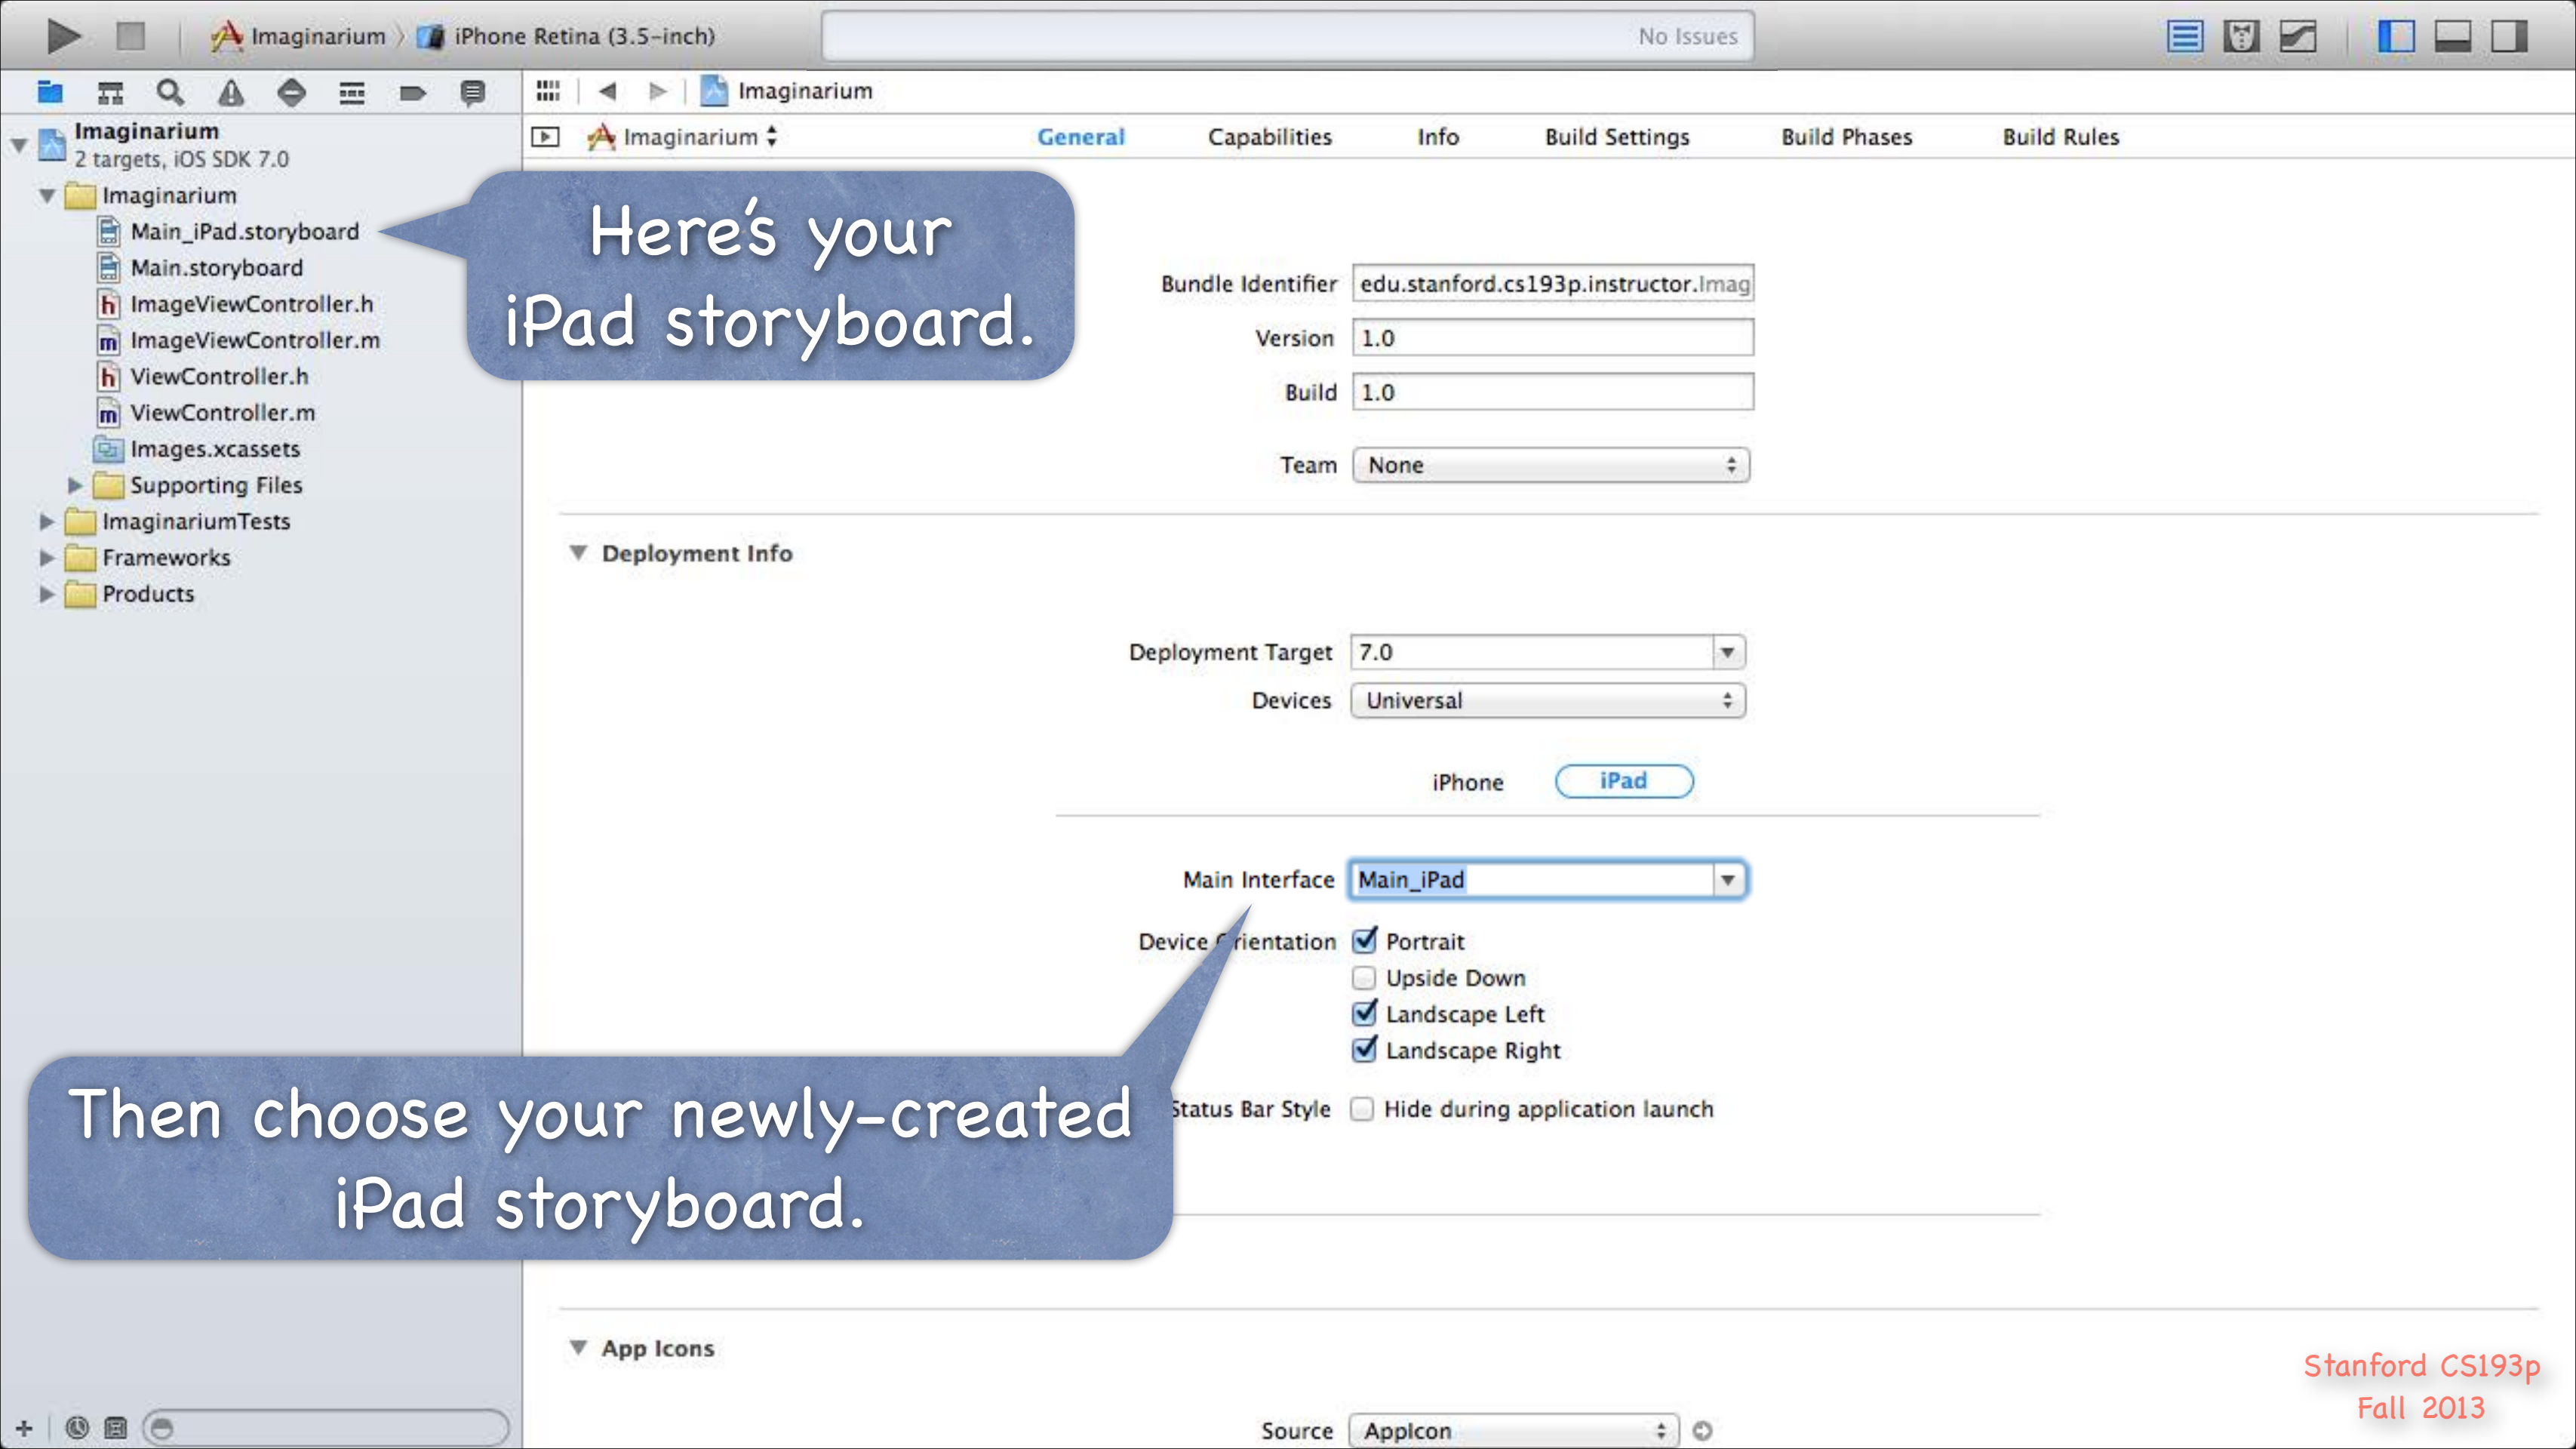 Imaginarium 〉 iPhone Retina (3.5-inch)
No Issues
Imaginarium
2 targets, iOS SDK 7.0
Imaginarium
Main_iPad.storyboard
Main.storyboard
ImageViewController.h
ImageViewController.m
ViewController.h
ViewController.m
Images.xcassets
Supporting Files
ImaginariumTests
Frameworks
Products
Imaginarium
Imaginarium
General Capabilities Info Build Settings Build Phases Build Rules
Here's your
iPad storyboard.
Bundle Identifier edu.stanford.cs193p.instructor.Imag
Version 1.0
Build 1.0
Team None
Deployment Info
Deployment Target 7.0
Devices Universal
iPhone iPad
Main Interface Main_iPad
Device Orientation Portrait
Upside Down
Landscape Left
Landscape Right
Status Bar Style Hide during application launch
Then choose your newly-created
iPad storyboard.
App Icons
Source AppIcon
Stanford CS193p
Fall 2013